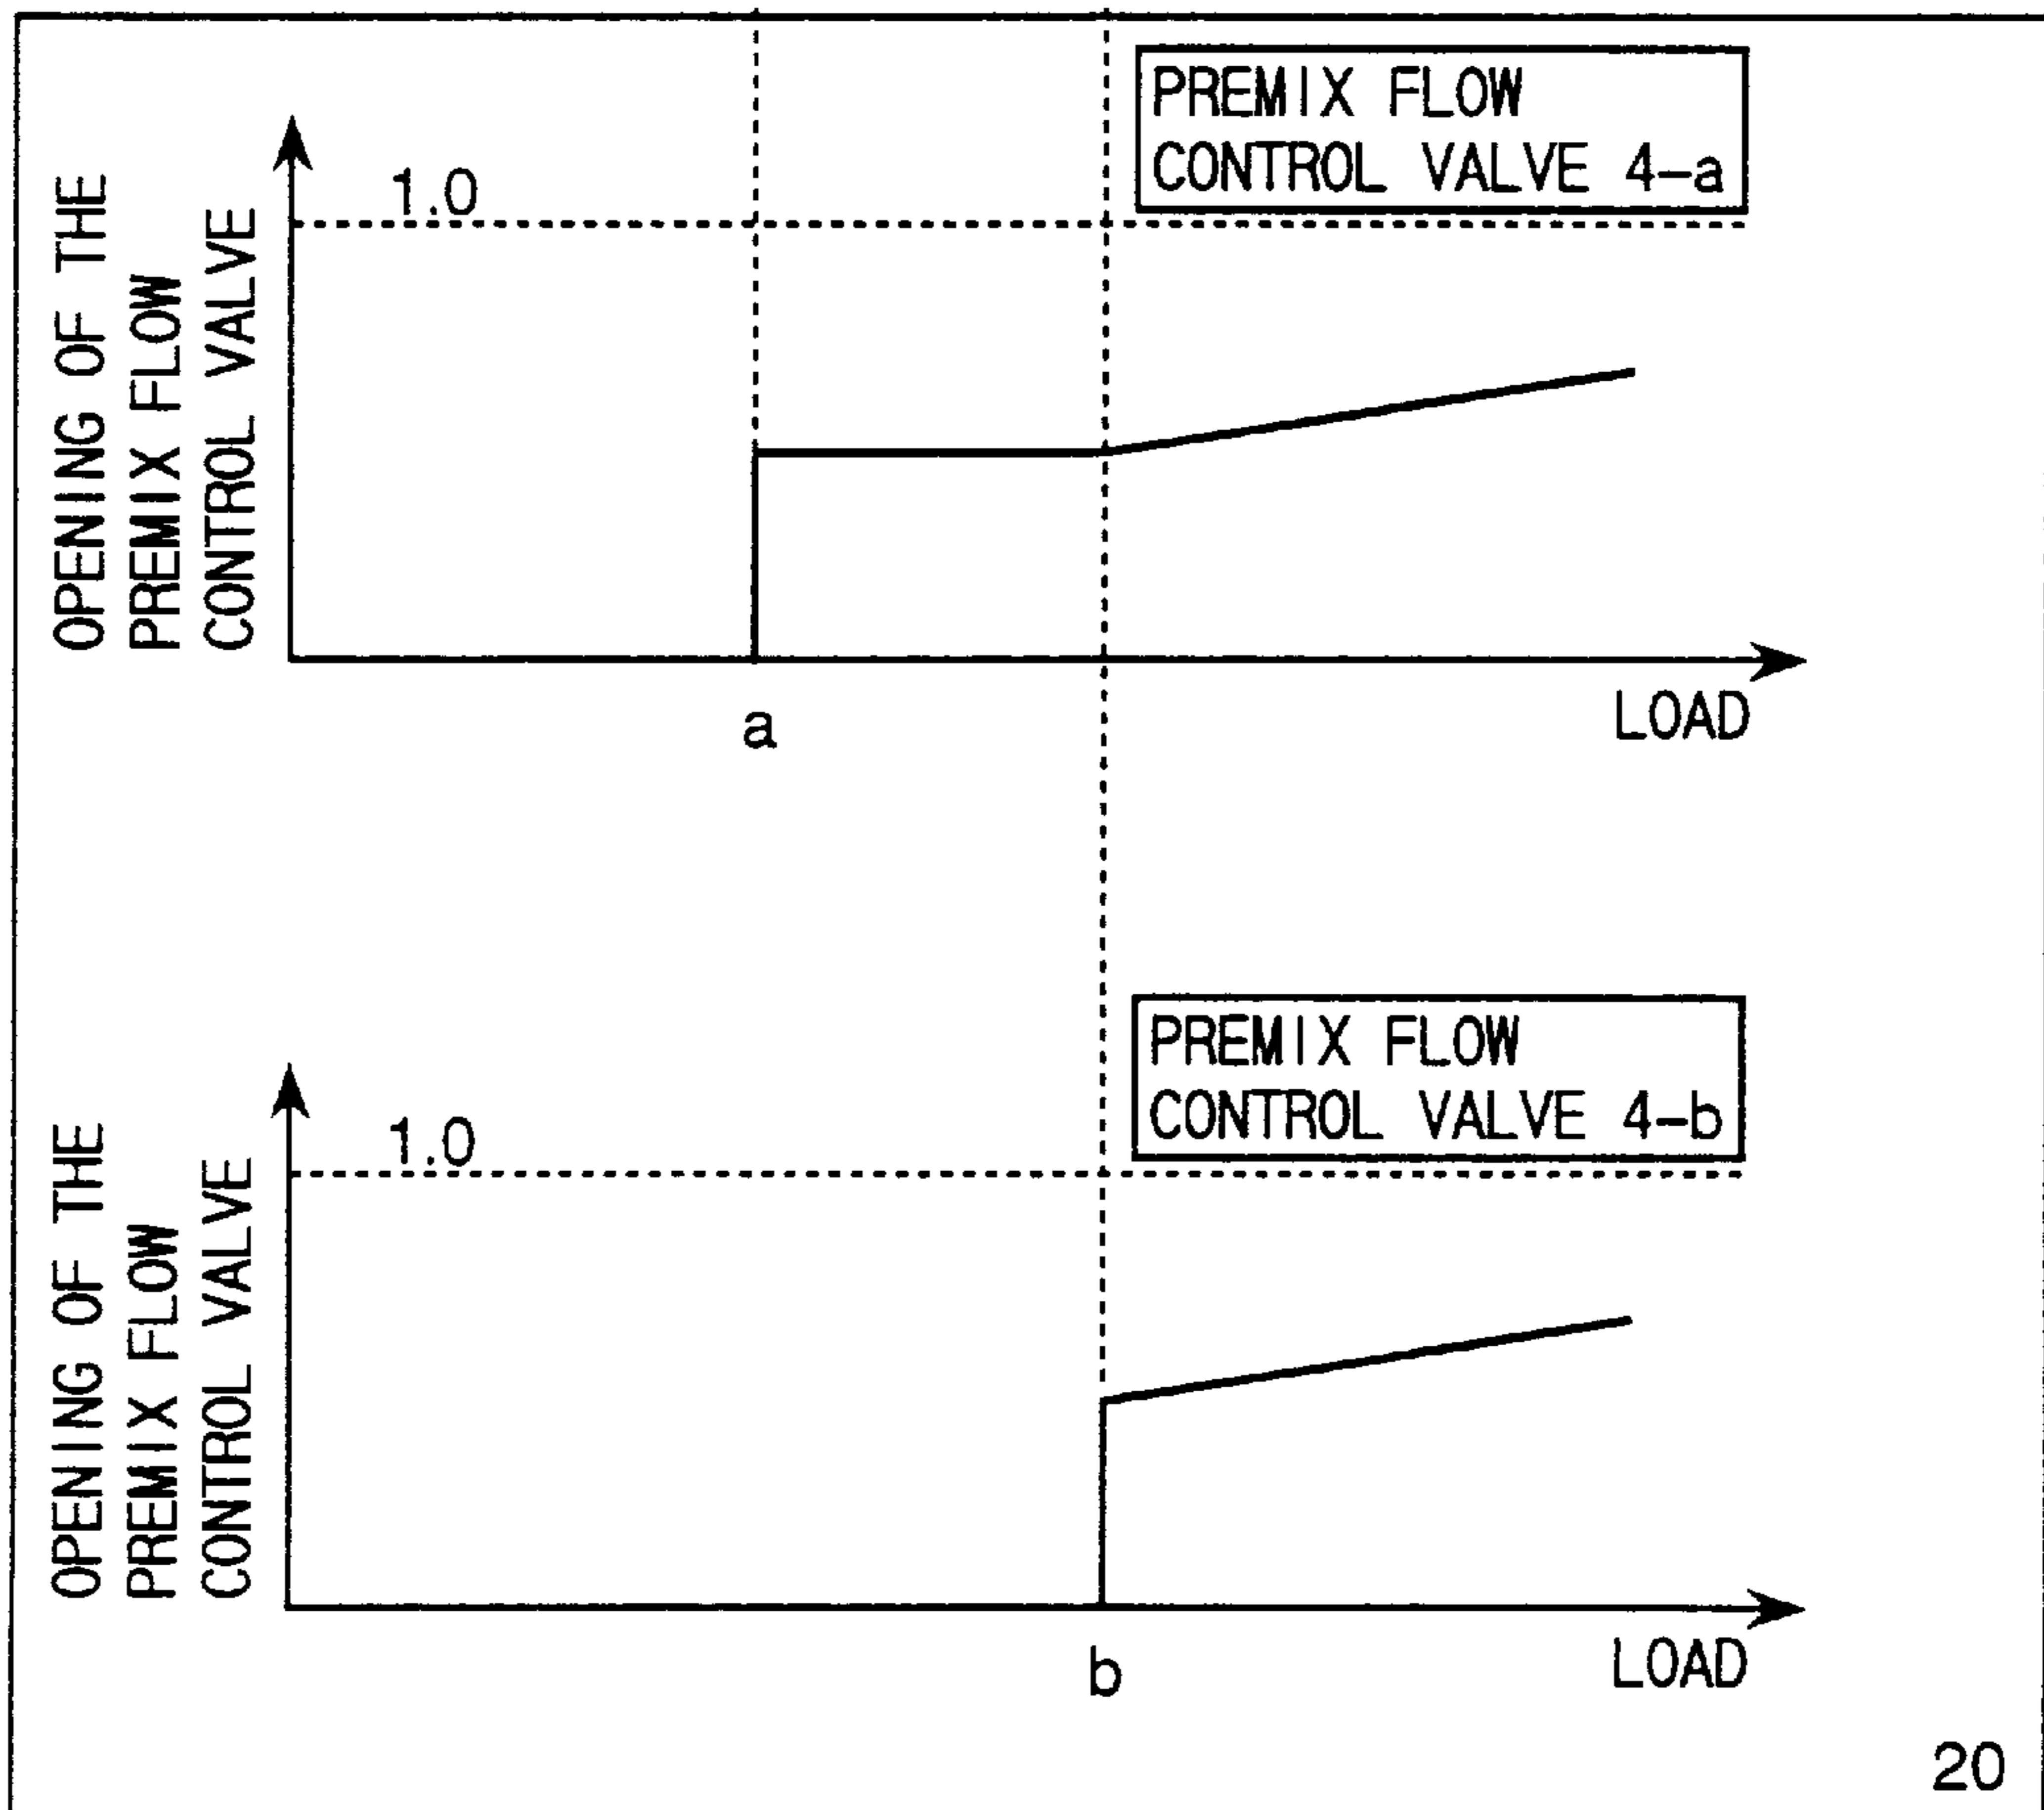 PREMIX FLOW
CONTROL VALVE 4-a
OPENING OF THE
PREMIX FLOW
CONTROL VALVE
1.0
a
LOAD
PREMIX FLOW
CONTROL VALVE 4-b
OPENING OF THE
PREMIX FLOW
CONTROL VALVE
1.0
b
LOAD
20